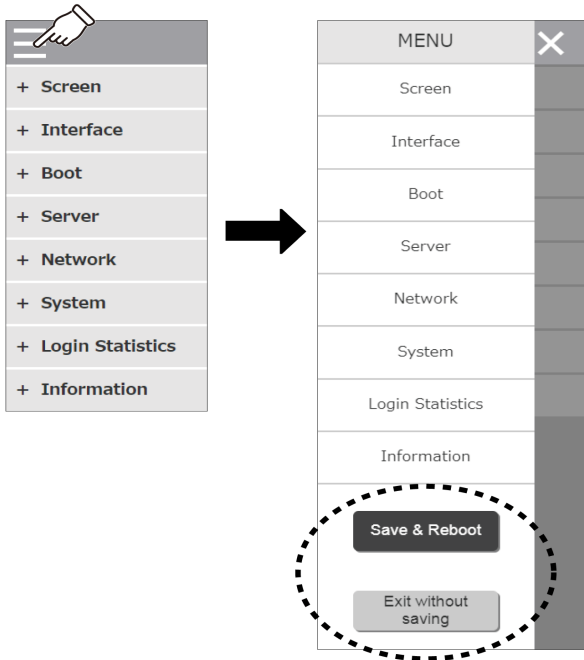 + Screen
+ Interface
+ Boot
+ Server
+ Network
+ System
+ Login Statistics
+ Information
MENU
Screen
Interface
Boot
Server
Network
System
Login Statistics
Information
Save & Reboot
Exit without
saving